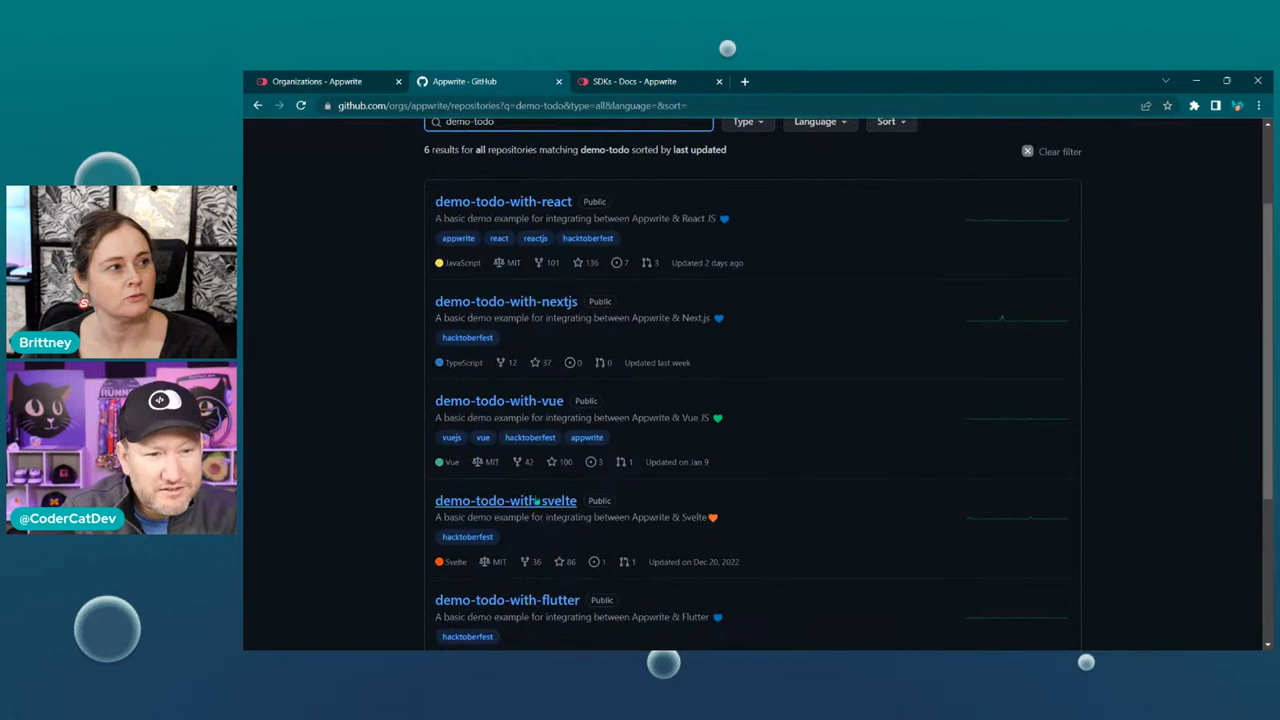 Organizations - Appwrite
Appwrite · GitHub
SDKs - Docs - Appwrite
github.com/orgs/appwrite/repositories?q=demo-todo&type=all&language=&sort=
demo-todo
Type
Language
Sort
6 results for all repositories matching demo-todo sorted by last updated
Clear filter
demo-todo-with-react Public
A basic demo example for integrating between Appwrite & React JS 💙
appwrite react reactjs hacktoberfest
JavaScript MIT 101 136 7 3 Updated 2 days ago
demo-todo-with-nextjs Public
A basic demo example for integrating between Appwrite & Next.js 💙
hacktoberfest
TypeScript 12 37 0 0 Updated last week
demo-todo-with-vue Public
A basic demo example for integrating between Appwrite & Vue JS 💚
vuejs vue hacktoberfest appwrite
Vue MIT 42 100 3 1 Updated on Jan 9
demo-todo-with-svelte Public
A basic demo example for integrating between Appwrite & Svelte🧡
hacktoberfest
Svelte MIT 36 86 1 1 Updated on Dec 20, 2022
demo-todo-with-flutter Public
A basic demo example for integrating between Appwrite & Flutter 💙
hacktoberfest
Brittney
@CoderCatDev